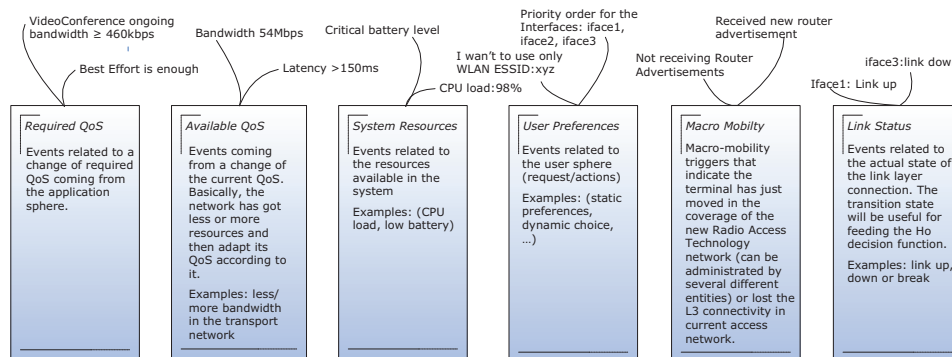 VideoConference ongoing
bandwidth ≥ 460kbps
Best Effort is enough
Bandwidth 54Mbps
Latency >150ms
Critical battery level
CPU load:98%
Priority order for the
Interfaces: iface1,
iface2, iface3
I wan't to use only
WLAN ESSID:xyz
Received new router
advertisement
Not receiving Router
Advertisements
iface3:link dow
Iface1: Link up
Required QoS
Events related to a
change of required
QoS coming from
the application
sphere.
Available QoS
Events coming
from a change of
the current QoS.
Basically, the
network has got
less or more
resources and
then adapt its
QoS according to
it.
Examples: less/
more bandwidth
in the transport
network
System Resources
Events related to
the resources
available in the
system
Examples: (CPU
load, low battery)
User Preferences
Events related to
the user sphere
(request/actions)
Examples: (static
preferences,
dynamic choice,
...)
Macro Mobilty
Macro-mobility
triggers that
indicate the
terminal has just
moved in the
coverage of the
new Radio Access
Technology
network (can be
administrated by
several different
entities) or lost the
L3 connectivity in
current access
network.
Link Status
Events related to
the actual state of
the link layer
connection. The
transition state
will be useful for
feeding the Ho
decision function.
Examples: link up,
down or break